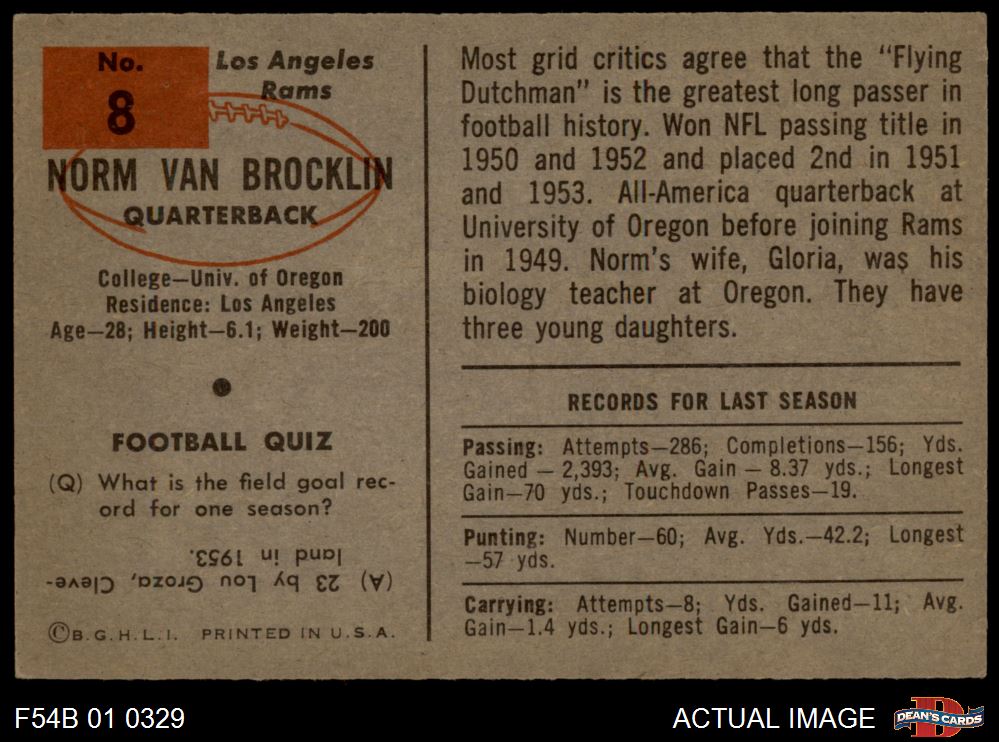 No.
8
Los Angeles
Rams
NORM VAN BROCKLIN
QUARTERBACK
College—Univ. of Oregon
Residence: Los Angeles
Age—28; Height—6.1; Weight—200
FOOTBALL QUIZ
(Q) What is the field goal rec-
ord for one season?
(A) 23 by Lou Groza, Cleve-
land in 1953.
©B.G.H.L.I. PRINTED IN U.S.A.
Most grid critics agree that the "Flying
Dutchman" is the greatest long passer in
football history. Won NFL passing title in
1950 and 1952 and placed 2nd in 1951
and 1953. All-America quarterback at
University of Oregon before joining Rams
in 1949. Norm's wife, Gloria, was his
biology teacher at Oregon. They have
three young daughters.
RECORDS FOR LAST SEASON
Passing: Attempts—286; Completions—156; Yds.
Gained — 2,393; Avg. Gain — 8.37 yds.; Longest
Gain—70 yds.; Touchdown Passes—19.
Punting: Number—60; Avg. Yds.—42.2; Longest
—57 yds.
Carrying: Attempts—8; Yds. Gained—11; Avg.
Gain—1.4 yds.; Longest Gain—6 yds.
F54B 01 0329
ACTUAL IMAGE
D
DEAN'S CARDS